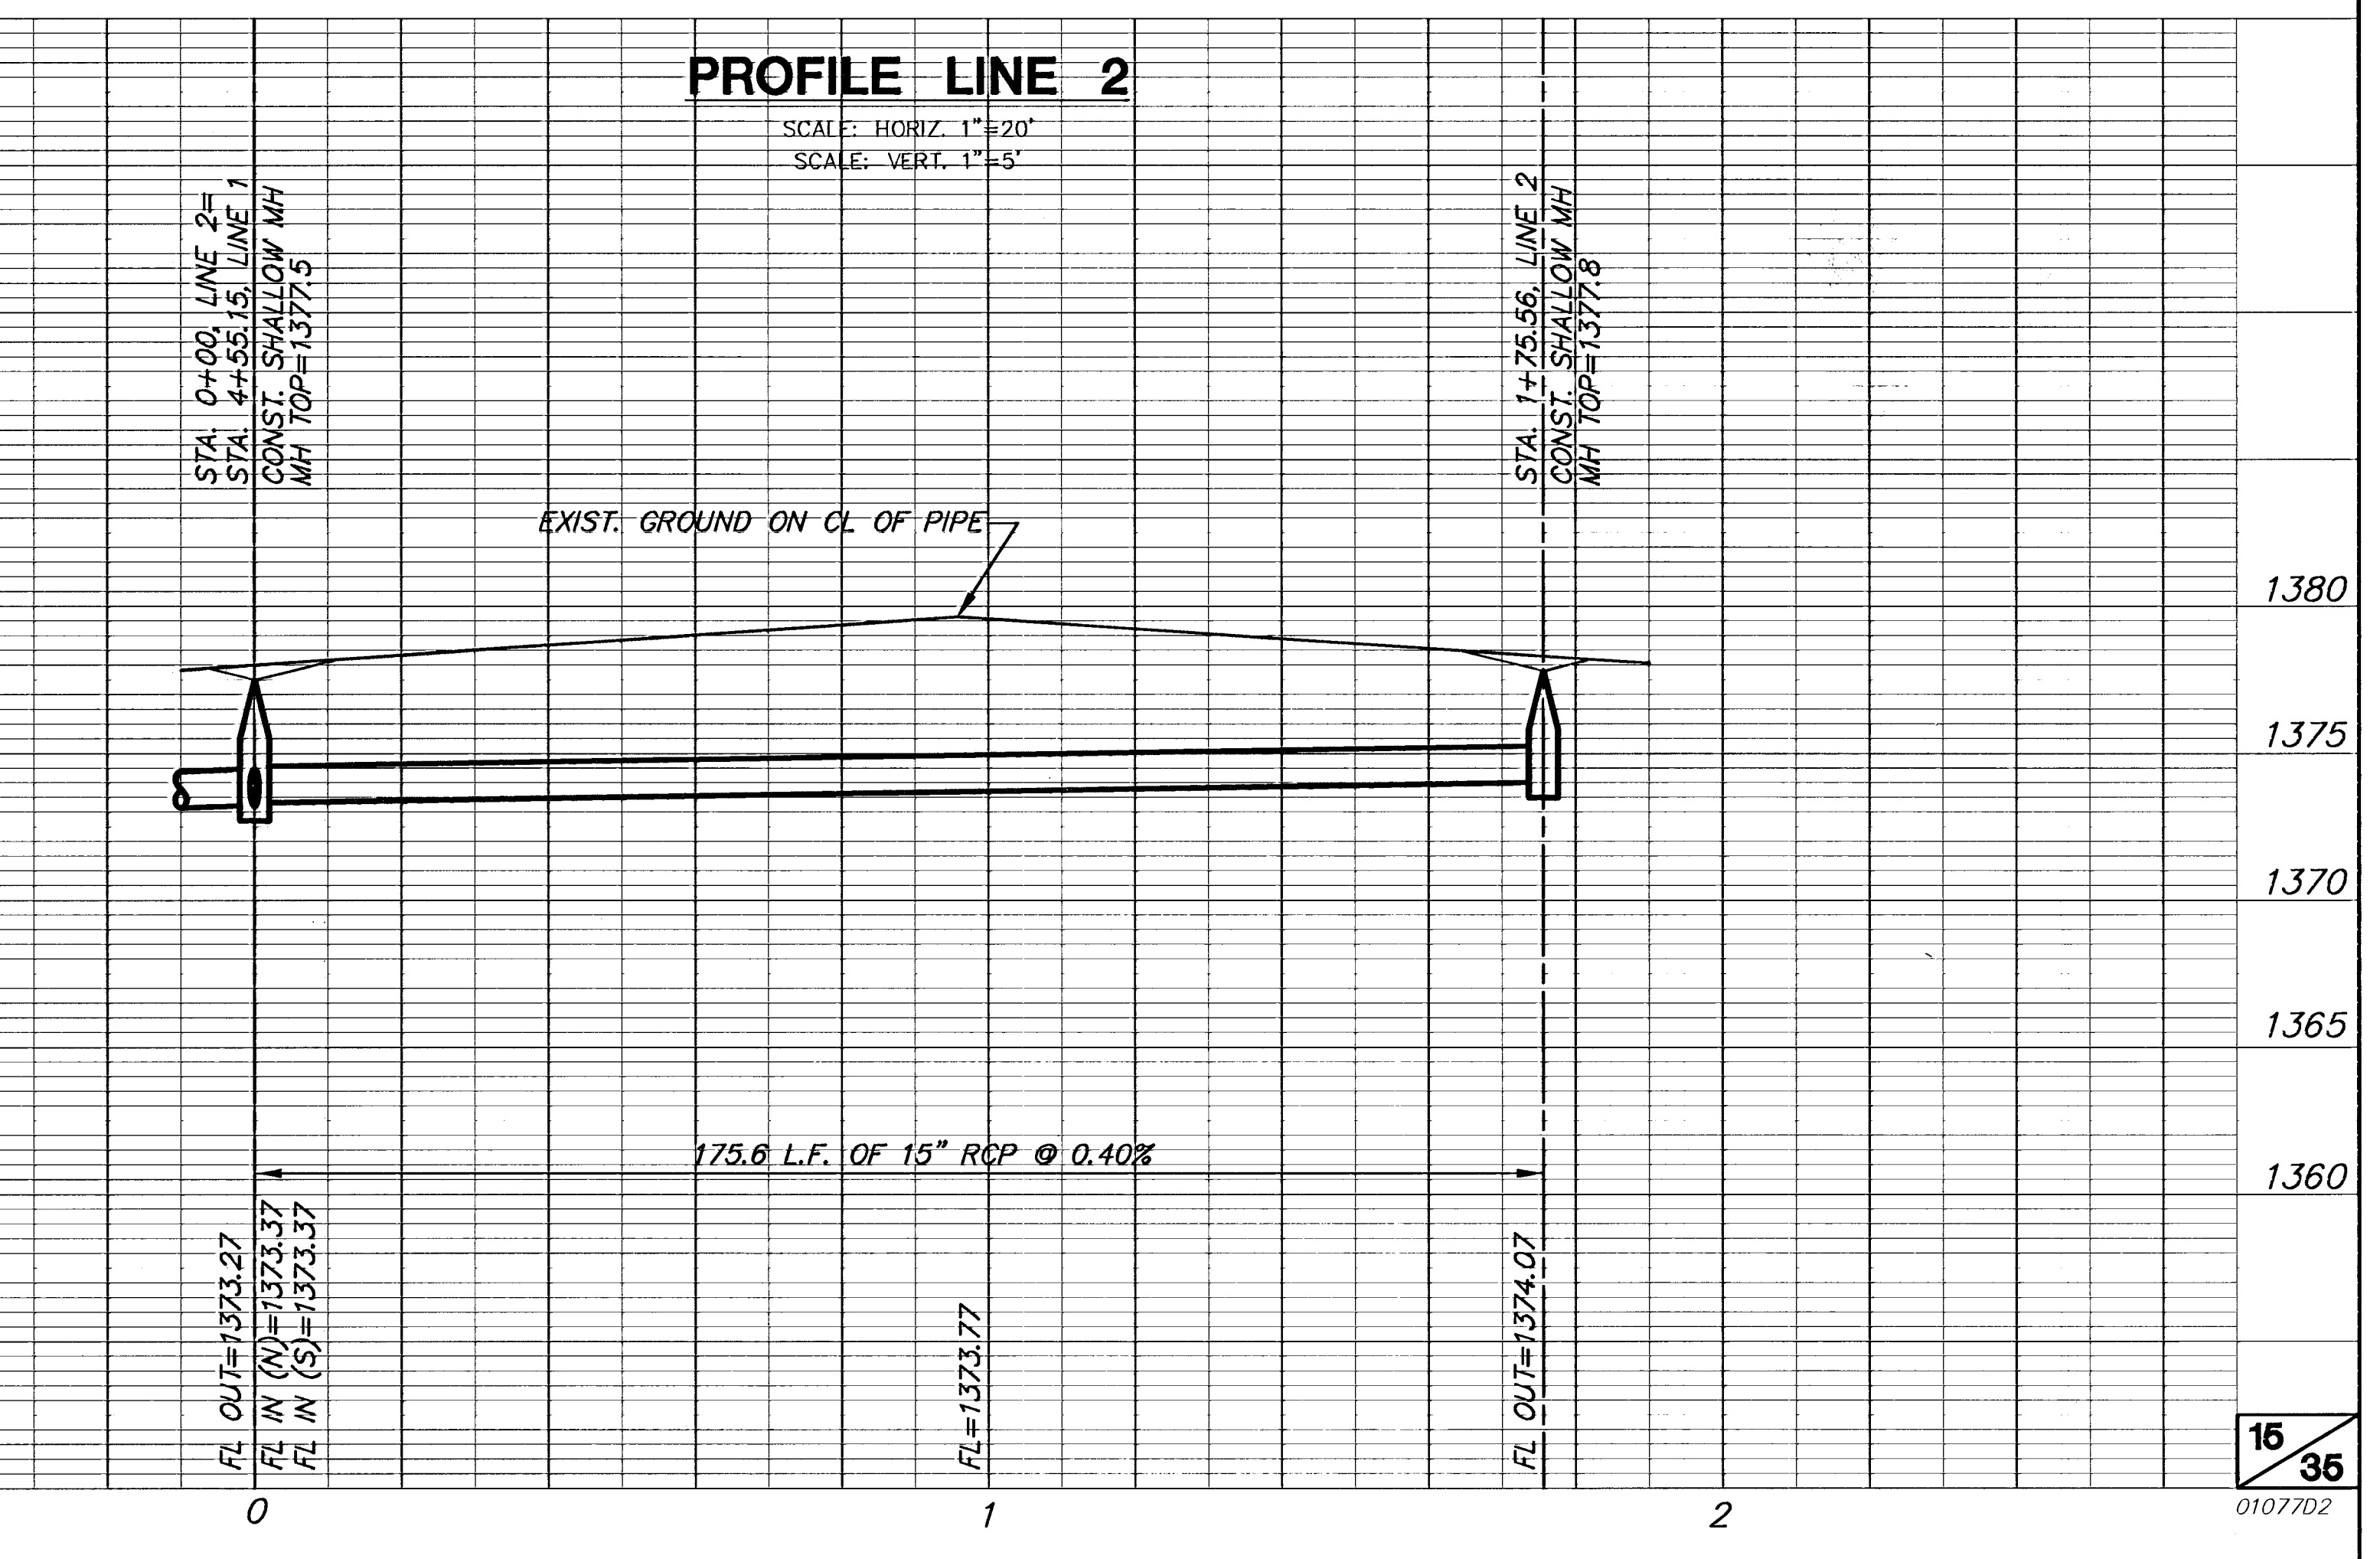 PROFILE LINE 2
SCALE: HORIZ. 1"=20'
SCALE: VERT. 1"=5'
STA. 0+00, LINE 2=
STA. 4+55.15, LINE 1
CONST. SHALLOW MH
MH TOP=1377.5
STA. 1+75.56, LINE 2
CONST. SHALLOW MH
MH TOP=1377.8
EXIST. GROUND ON CL OF PIPE
1380
1375
1370
1365
1360
175.6 L.F. OF 15" RCP @ 0.40%
FL OUT=1373.27
FL IN (N)=1373.37
FL IN (S)=1373.37
FL=1373.77
FL OUT=1374.07
0
1
2
15
35
01077D2